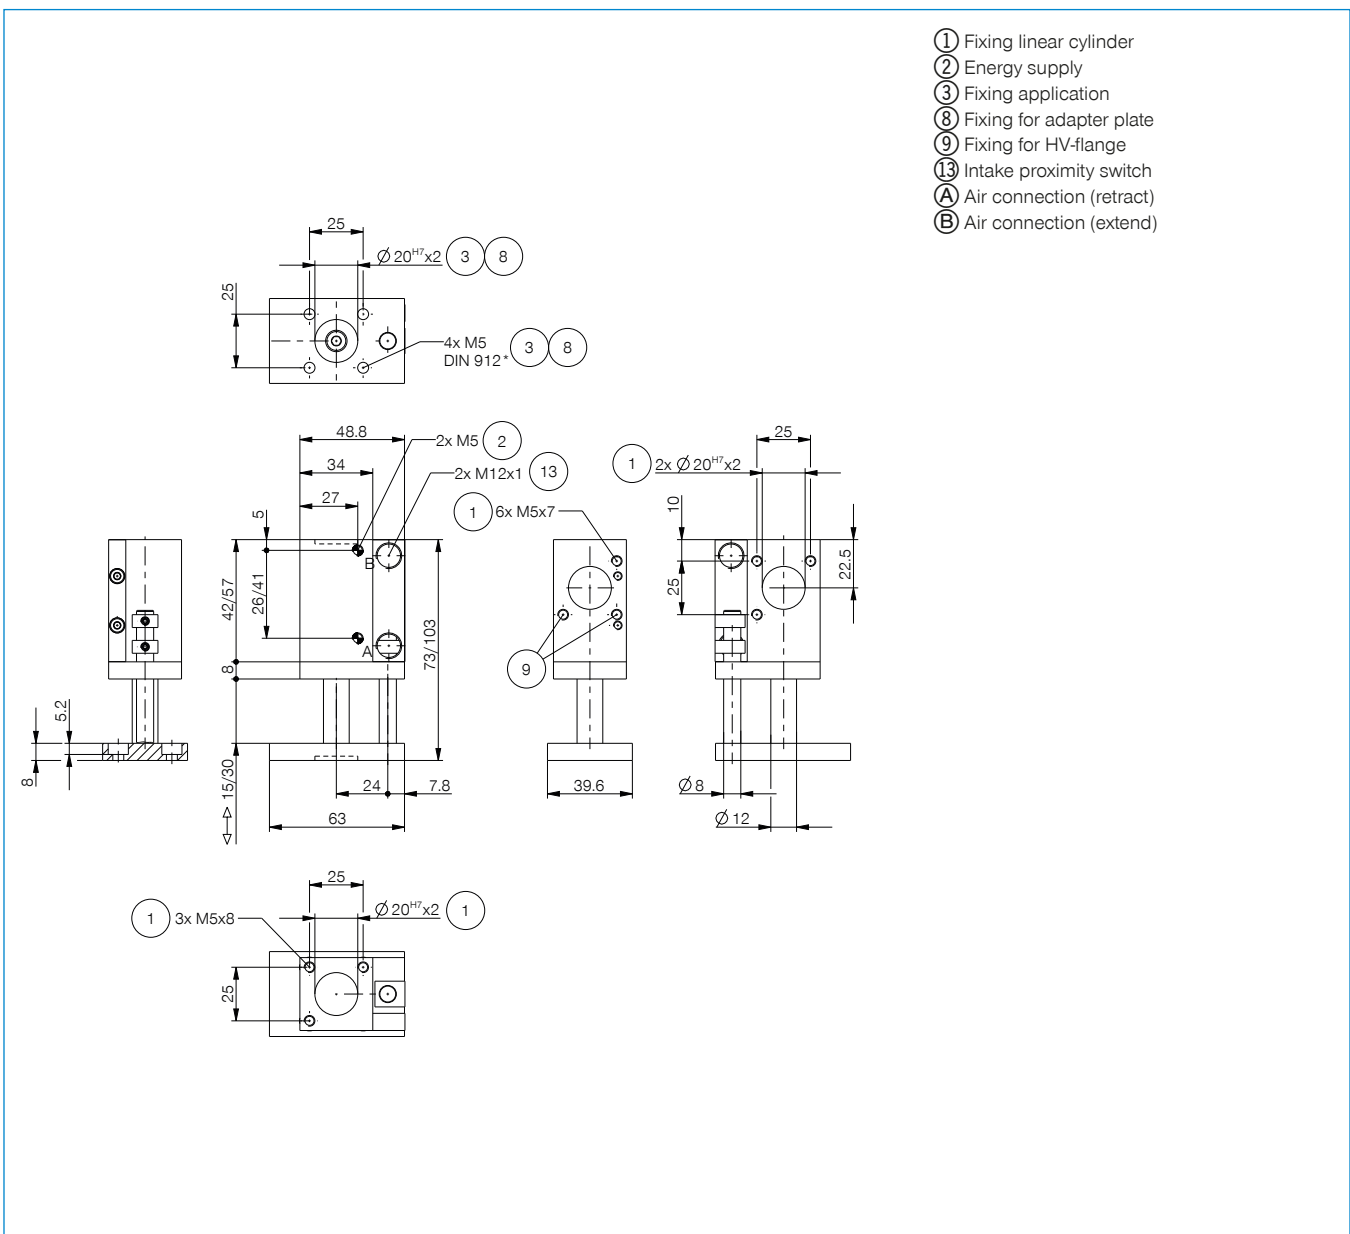 1 Fixing linear cylinder
2 Energy supply
3 Fixing application
8 Fixing for adapter plate
9 Fixing for HV-flange
13 Intake proximity switch
A Air connection (retract)
B Air connection (extend)
25
Ø 20H7x2 3 8
25
4x M5 3 8
DIN 912*
48.8
2x M5 2
34
2x M12x1 13
27
1 6x M5x7
5
B
42/57
26/41
73/103
A
8
5.2
8
15/30
24
7.8
63
9
39.6
25
1 2x Ø 20H7x2
10
22.5
25
Ø 8
Ø 12
25
1 3x M5x8
Ø 20H7x2 1
25